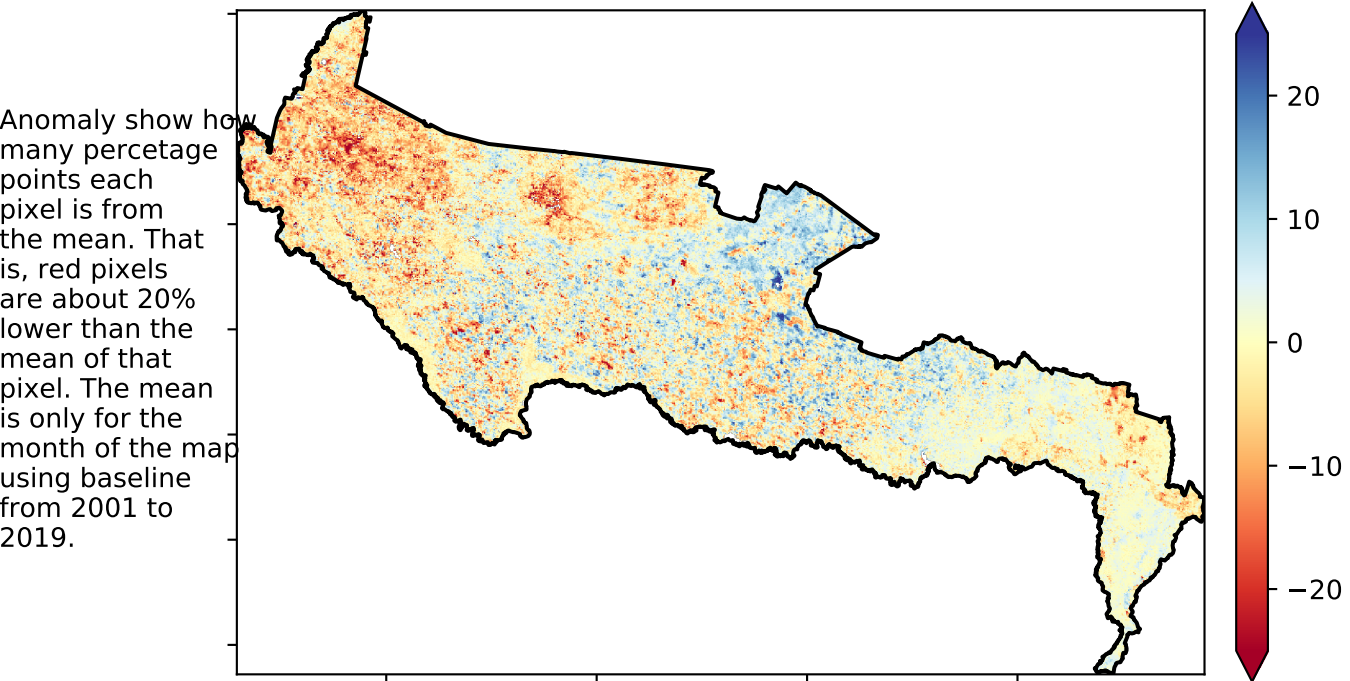 Anomaly show how
many percetage
points each
pixel is from
the mean. That
is, red pixels
are about 20%
lower than the
mean of that
pixel. The mean
is only for the
month of the map
using baseline
from 2001 to
2019.
20
10
0
−10
−20